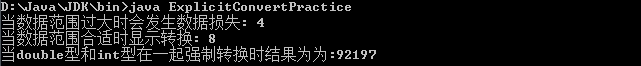 D:\Java\JDK\bin>java ExplicitConvertPractice
当数据范围过大时会发生数据损失: 4
当数据范围合适时显示转换: 8
当double型和int型在一起强制转换时结果为为:92197